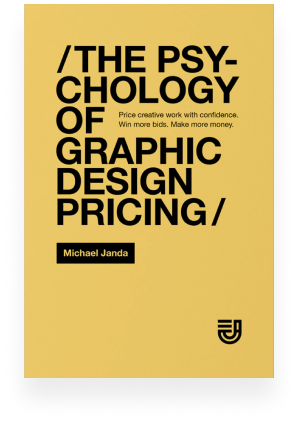 /THE PSY-
CHOLOGY
OF
Price creative work with confidence.
Win more bids. Make more money.
GRAPHIC
DESIGN
PRICING/
Michael Janda